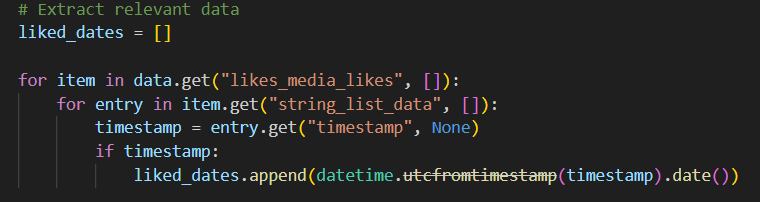 # Extract relevant data
liked_dates = []
for item in data.get("likes_media_likes", []):
    for entry in item.get("string_list_data", []):
        timestamp = entry.get("timestamp", None)
        if timestamp:
            liked_dates.append(datetime.utcfromtimestamp(timestamp).date())